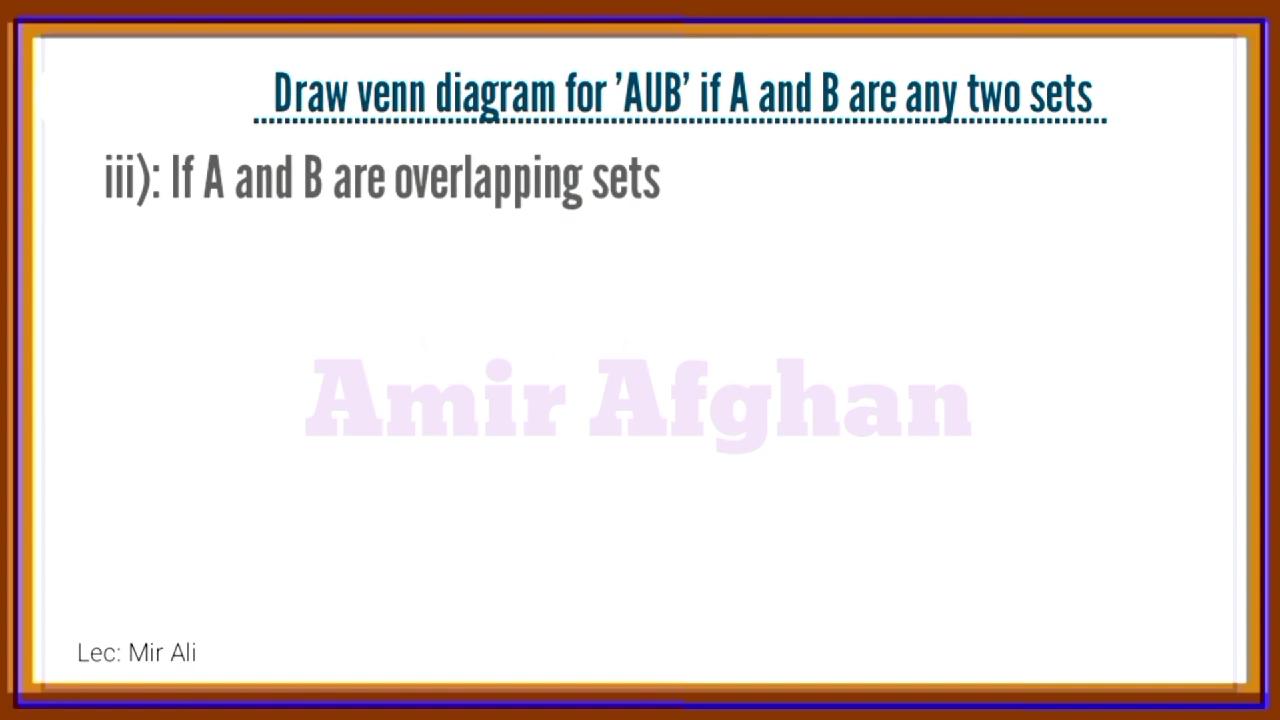 Draw venn diagram for 'AUB' if A and B are any two sets
iii): If A and B are overlapping sets
Amir Afghan
Lec: Mir Ali